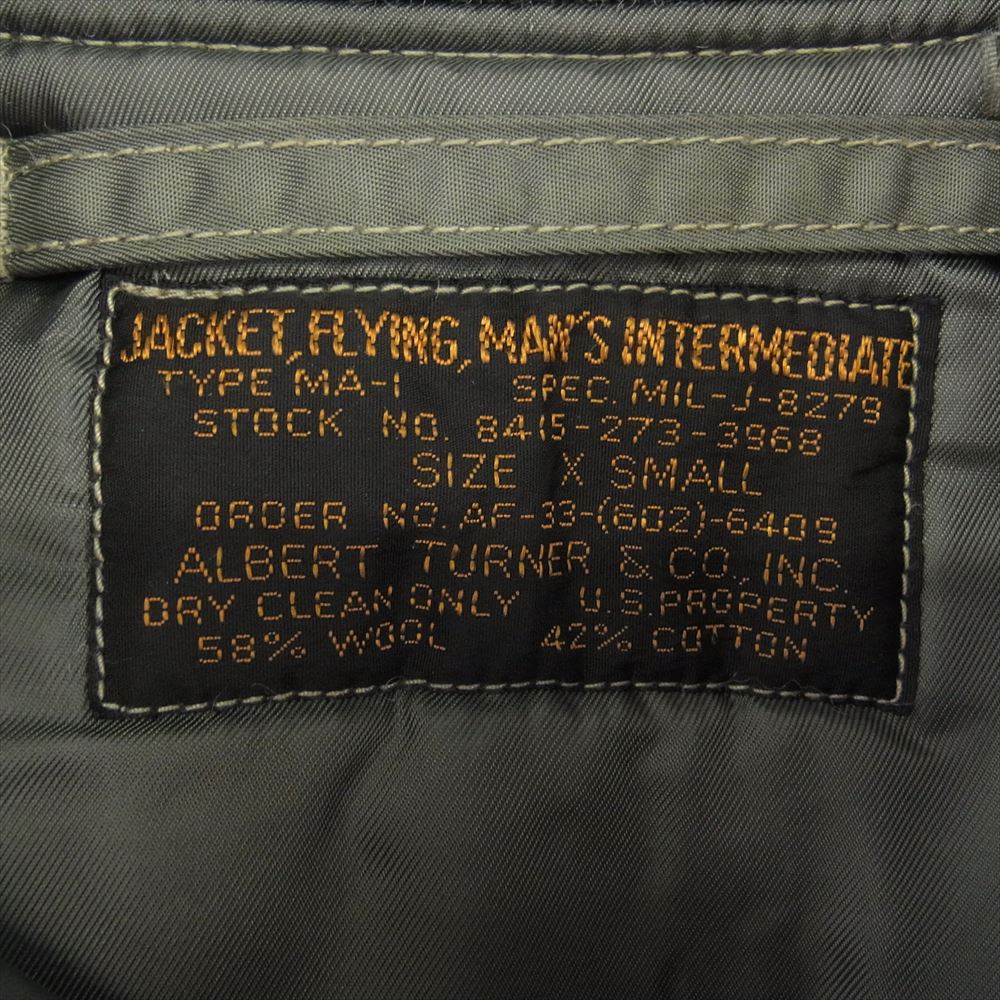 JACKET, FLYING, MAN'S INTERMEDIATE
TYPE MA-1 SPEC. MIL-J-8279
STOCK NO. 8415-273-3968
SIZE X SMALL
ORDER NO. AF-33-(602)-6409
ALBERT TURNER & CO., INC.
DRY CLEAN ONLY U.S. PROPERTY
58% WOOL 42% COTTON